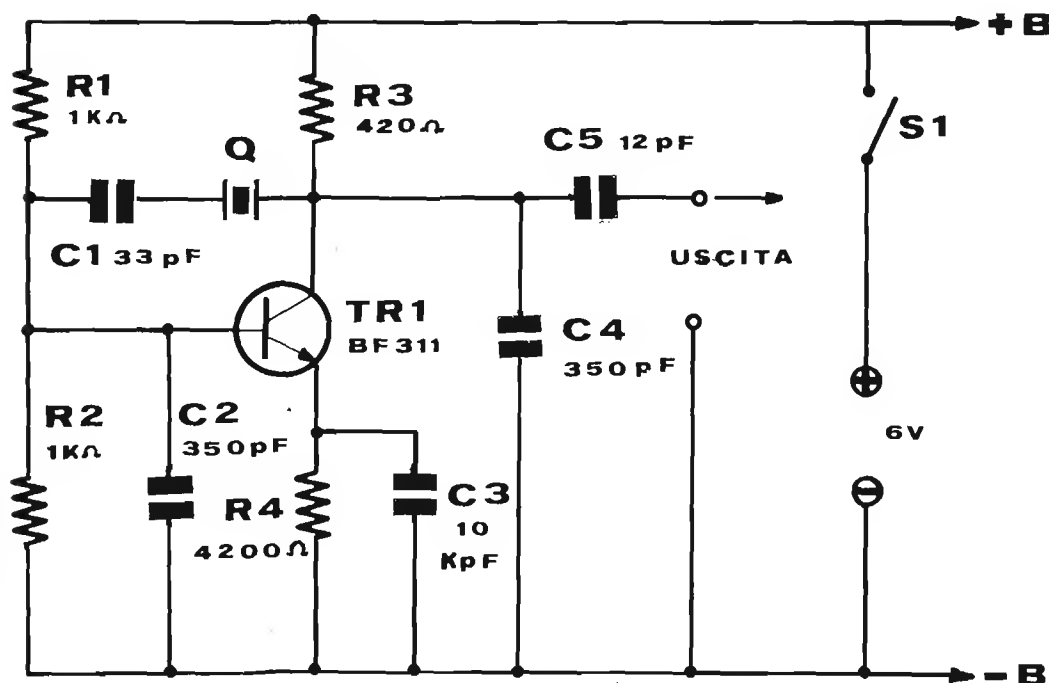 + B
R1
1KΩ
R3
420Ω
S1
Q
C5 12pF
C1 33pF
USCITA
TR1
BF311
C4
350pF
R2
1KΩ
C2
350pF
6V
R4
4200Ω
C3
10
KpF
- B